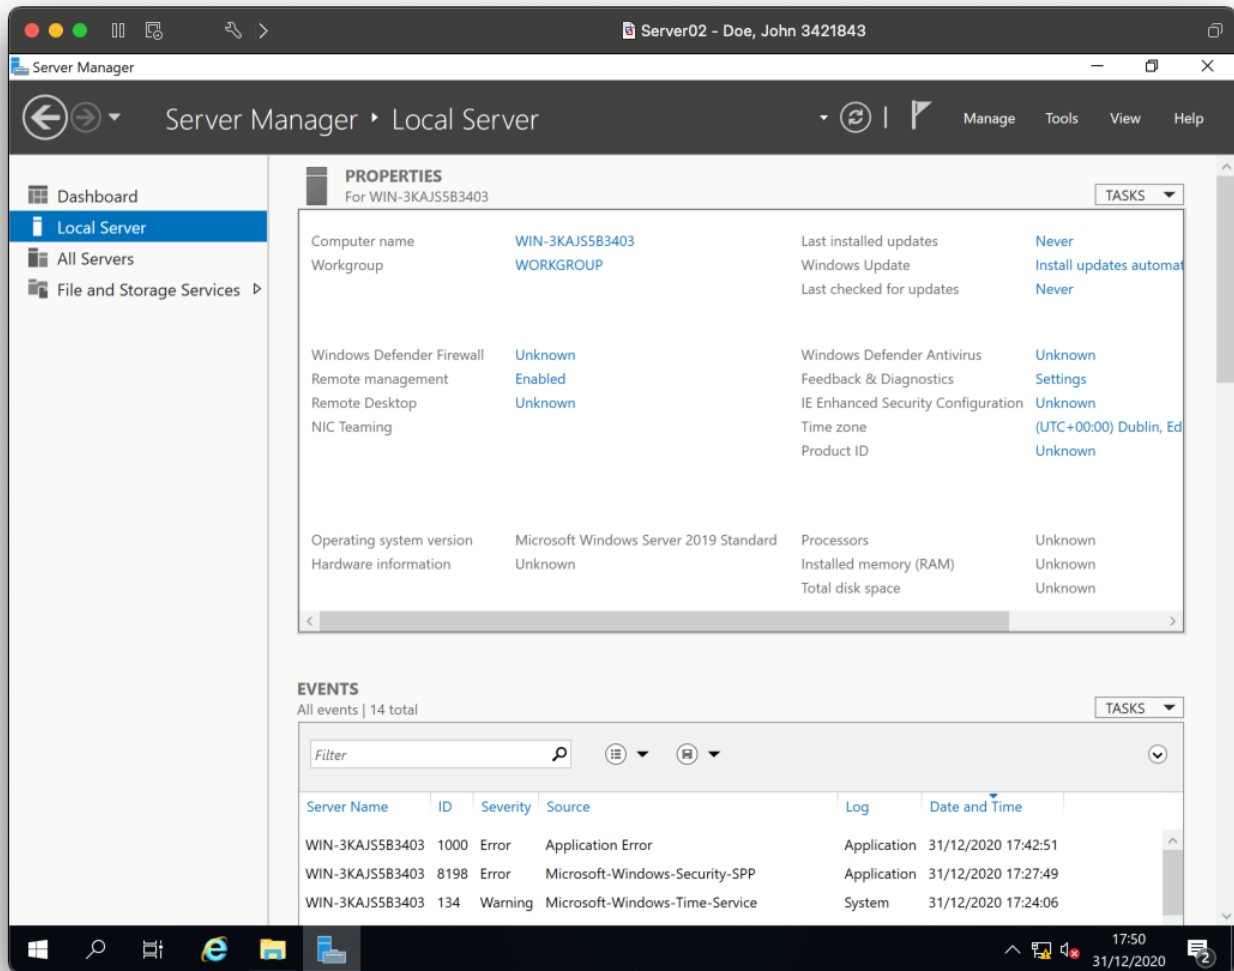 Server02 - Doe, John 3421843
Server Manager
Server Manager ‣ Local Server
Manage Tools View Help
Dashboard
Local Server
All Servers
File and Storage Services
PROPERTIES
For WIN-3KAJS5B3403
TASKS
Computer name WIN-3KAJS5B3403 Last installed updates Never
Workgroup WORKGROUP Windows Update Install updates automat
Last checked for updates Never
Windows Defender Firewall Unknown Windows Defender Antivirus Unknown
Remote management Enabled Feedback & Diagnostics Settings
Remote Desktop Unknown IE Enhanced Security Configuration Unknown
NIC Teaming Time zone (UTC+00:00) Dublin, Ed
Product ID Unknown
Operating system version Microsoft Windows Server 2019 Standard Processors Unknown
Hardware information Unknown Installed memory (RAM) Unknown
Total disk space Unknown
EVENTS
All events | 14 total
TASKS
Filter
Server Name ID Severity Source Log Date and Time
WIN-3KAJS5B3403 1000 Error Application Error Application 31/12/2020 17:42:51
WIN-3KAJS5B3403 8198 Error Microsoft-Windows-Security-SPP Application 31/12/2020 17:27:49
WIN-3KAJS5B3403 134 Warning Microsoft-Windows-Time-Service System 31/12/2020 17:24:06
17:50
31/12/2020
2